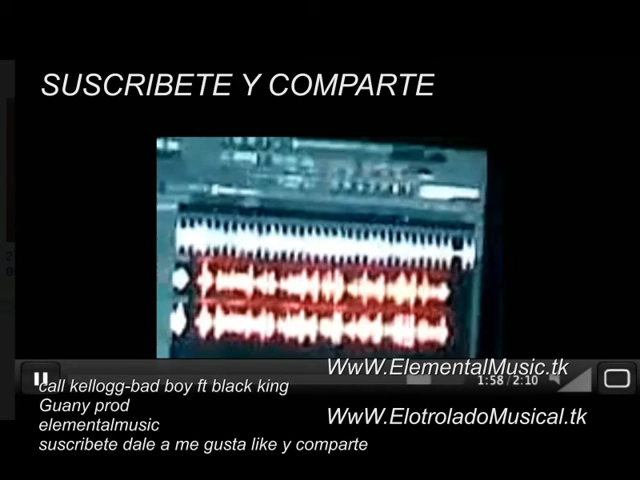 SUSCRIBETE Y COMPARTE
WwW.ElementalMusic.tk
1:58/2:10
call kellogg-bad boy ft black king
Guany prod
elementalmusic
suscribete dale a me gusta like y comparte
WwW.ElotroladoMusical.tk